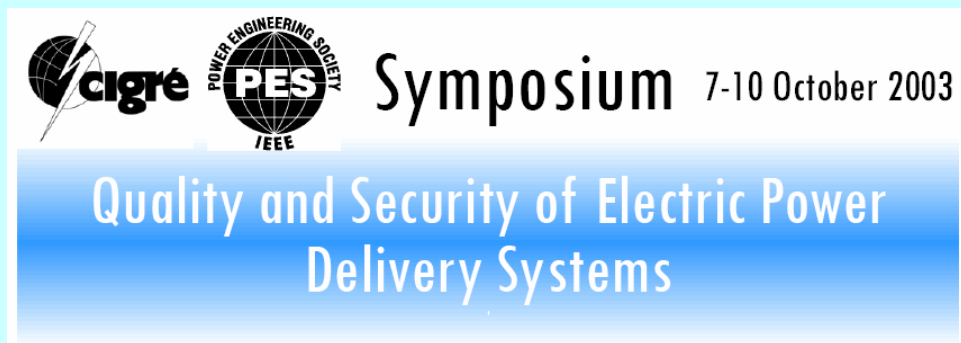 cigré
POWER ENGINEERING SOCIETY
PES
IEEE
Symposium 7-10 October 2003
Quality and Security of Electric Power
Delivery Systems